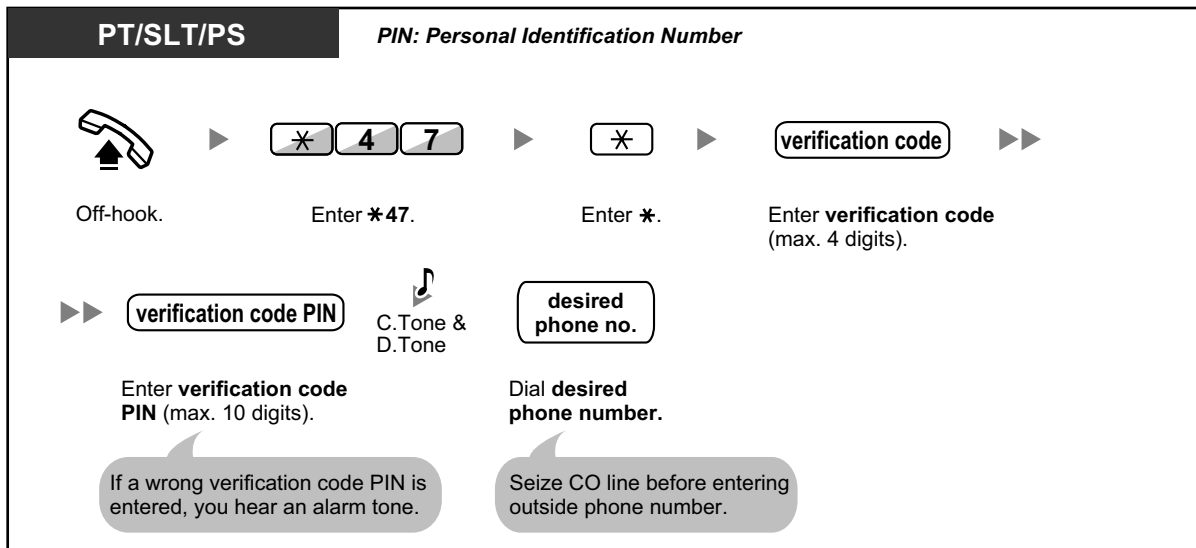 PT/SLT/PS
PIN: Personal Identification Number
* 4 7
*
verification code
Off-hook.
Enter *47.
Enter *.
Enter verification code
(max. 4 digits).
verification code PIN
C.Tone &
D.Tone
desired
phone no.
Enter verification code
PIN (max. 10 digits).
Dial desired
phone number.
If a wrong verification code PIN is
entered, you hear an alarm tone.
Seize CO line before entering
outside phone number.